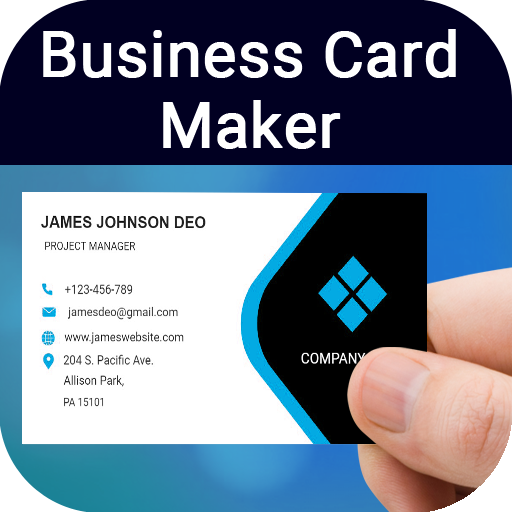 Business Card
Maker
JAMES JOHNSON DEO
PROJECT MANAGER
+123-456-789
jamesdeo@gmail.com
www.jameswebsite.com
204 S. Pacific Ave.
Allison Park,
PA 15101
COMPANY